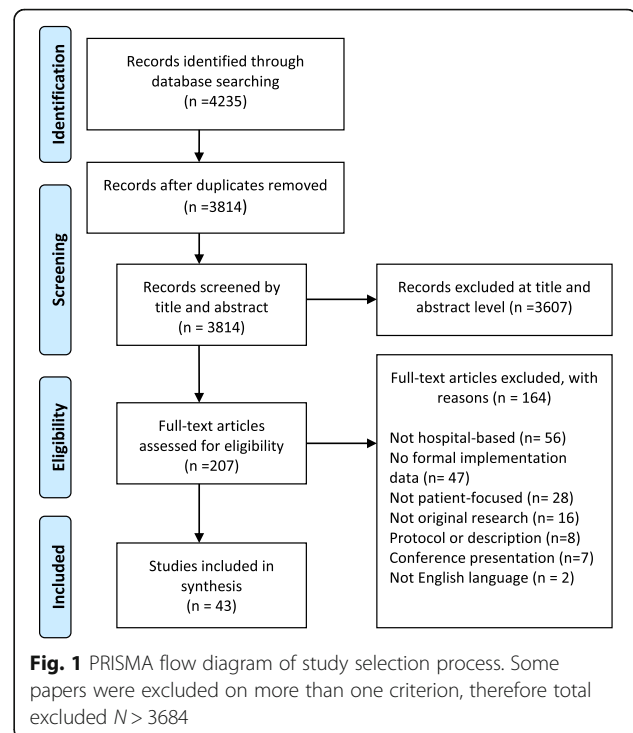 Identification
Records identified through
database searching
(n =4235)
Records after duplicates removed
(n =3814)
Screening
Records screened by
title and abstract
(n = 3814)
Records excluded at title and
abstract level (n =3607)
Eligibility
Full-text articles
assessed for eligibility
(n =207)
Full-text articles excluded, with
reasons (n = 164)
Not hospital-based (n= 56)
No formal implementation
data (n= 47)
Not patient-focused (n= 28)
Not original research (n= 16)
Protocol or description (n=8)
Conference presentation (n=7)
Not English language (n = 2)
Included
Studies included in
synthesis
(n = 43)
Fig. 1 PRISMA flow diagram of study selection process. Some
papers were excluded on more than one criterion, therefore total
excluded N > 3684